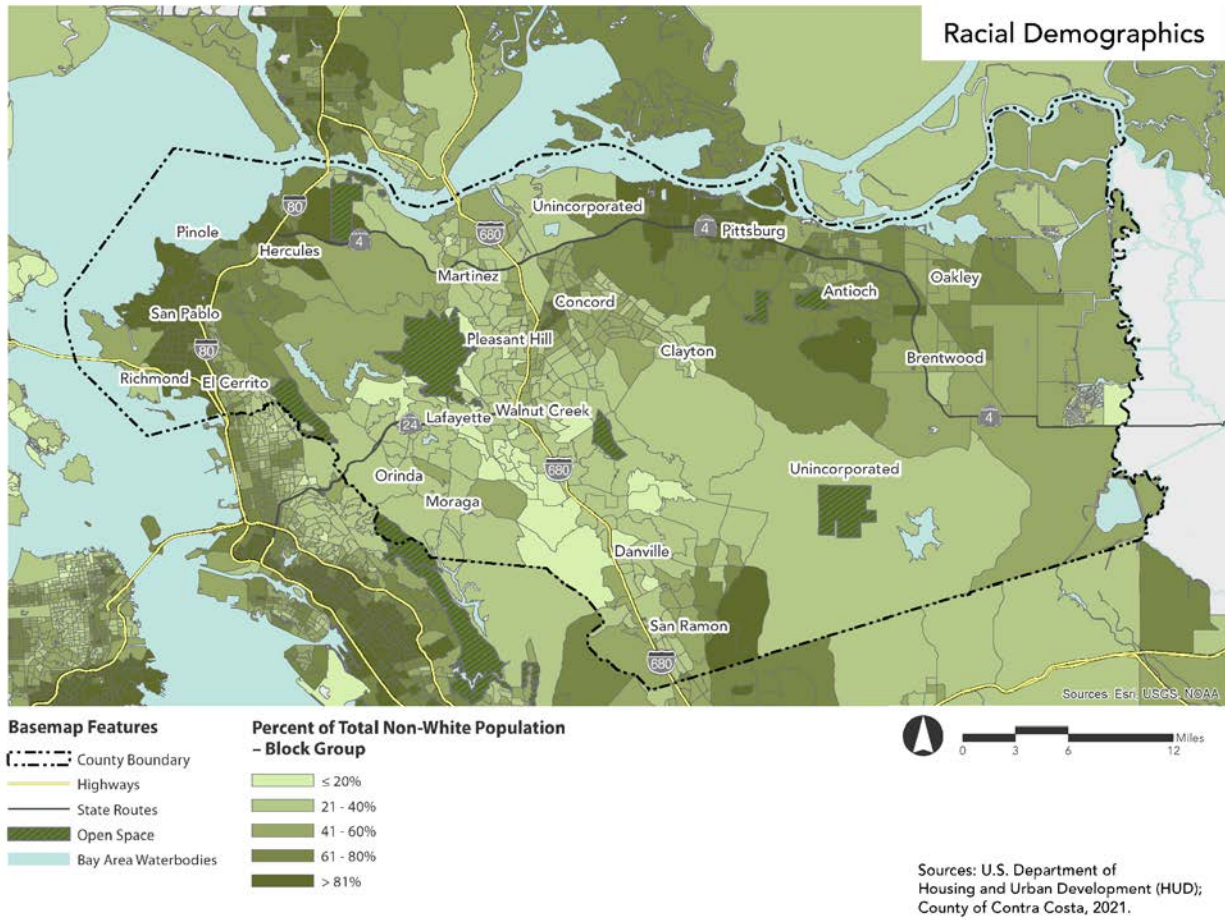 Racial Demographics
80
Pinole
Hercules
4
Unincorporated
680
Martinez
4
Pittsburg
San Pablo
80
Concord
Antioch
Oakley
Pleasant Hill
Clayton
Brentwood
Richmond
El Cerrito
24
Lafayette
Walnut Creek
4
Orinda
680
Unincorporated
Moraga
Danville
San Ramon
680
Sources: Esri, USGS, NOAA
Basemap Features
County Boundary
Highways
State Routes
Open Space
Bay Area Waterbodies
Percent of Total Non-White Population
– Block Group
≤ 20%
21 - 40%
41 - 60%
61 - 80%
> 81%
Miles
0 3 6 12
Sources: U.S. Department of
Housing and Urban Development (HUD);
County of Contra Costa, 2021.